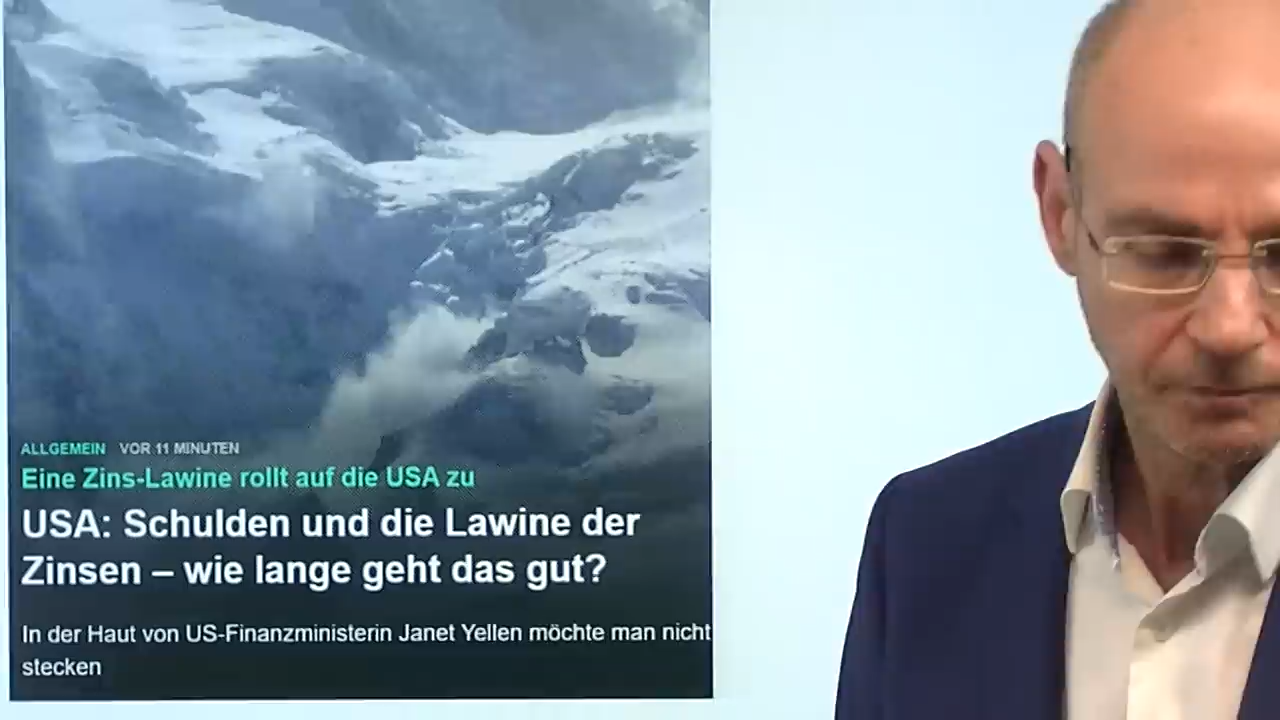 ALLGEMEIN VOR 11 MINUTEN
Eine Zins-Lawine rollt auf die USA zu
USA: Schulden und die Lawine der
Zinsen – wie lange geht das gut?
In der Haut von US-Finanzministerin Janet Yellen möchte man nicht
stecken